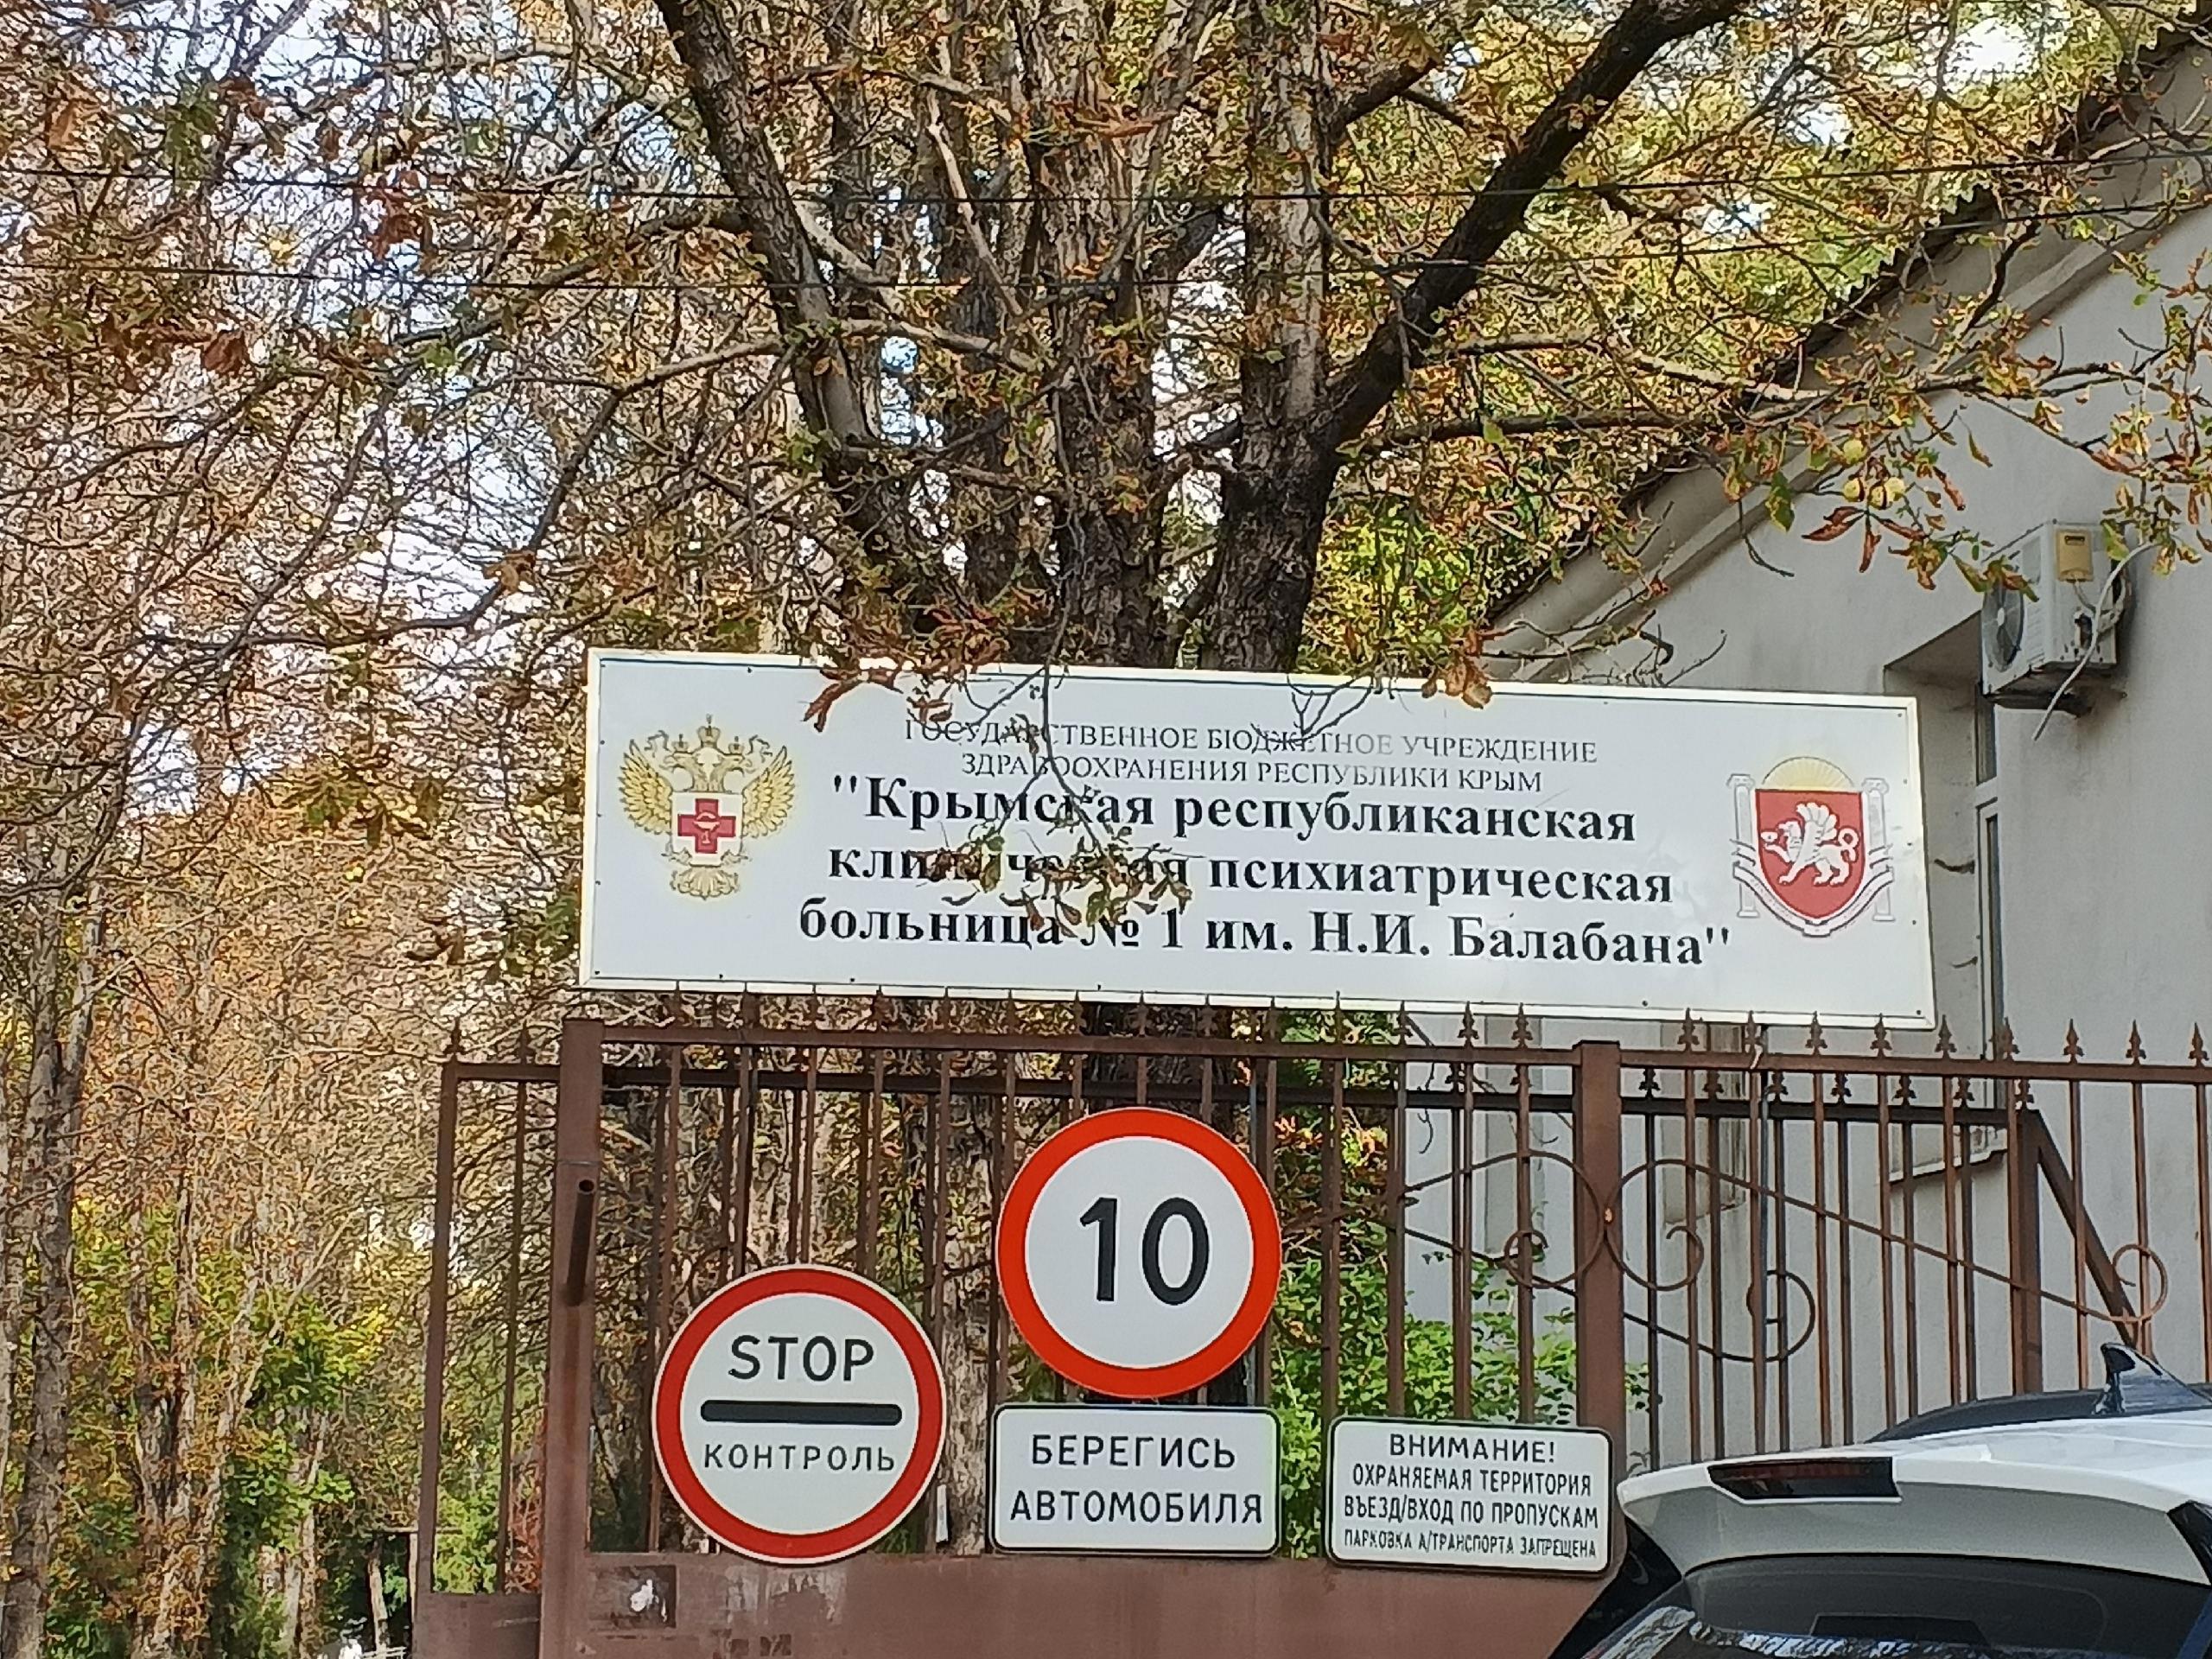 ГОСУДАРСТВЕННОЕ БЮДЖЕТНОЕ УЧРЕЖДЕНИЕ
ЗДРАВООХРАНЕНИЯ РЕСПУБЛИКИ КРЫМ
"Крымская республиканская
клиническая психиатрическая
больница № 1 им. Н.И. Балабана"
10
STOP
КОНТРОЛЬ
БЕРЕГИСЬ
АВТОМОБИЛЯ
ВНИМАНИЕ!
ОХРАНЯЕМАЯ ТЕРРИТОРИЯ
ВЪЕЗД/ВХОД ПО ПРОПУСКАМ
ПАРКОВКА А/ТРАНСПОРТА ЗАПРЕЩЕНА